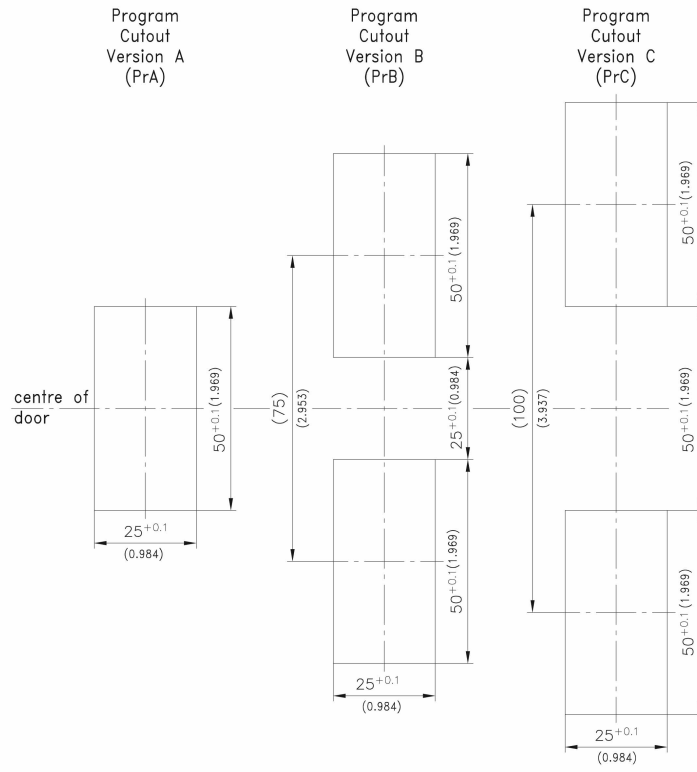 Program
Cutout
Version A
(PrA)
Program
Cutout
Version B
(PrB)
Program
Cutout
Version C
(PrC)
centre of
door
50+0.1(1.969)
25+0.1
(0.984)
(75)
(2.953)
50+0.1(1.969)
25+0.1(0.984)
50+0.1(1.969)
25+0.1
(0.984)
(100)
(3.937)
50+0.1(1.969)
50+0.1(1.969)
50+0.1(1.969)
25+0.1
(0.984)